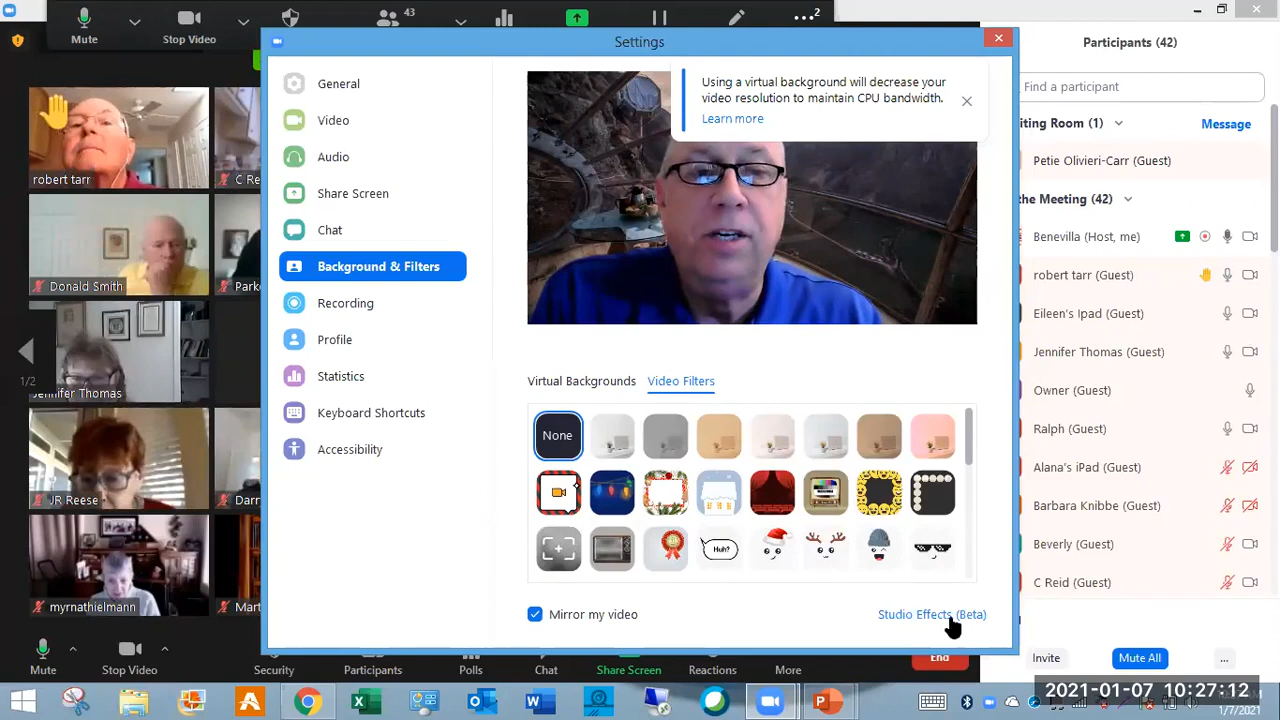 43
2
Mute
Stop Video
Settings
Participants (42)
Find a participant
iting Room (1)
Message
Petie Olivieri-Carr (Guest)
the Meeting (42)
Benevilla (Host, me)
robert tarr (Guest)
Eileen's Ipad (Guest)
Jennifer Thomas (Guest)
Owner (Guest)
Ralph (Guest)
Alana's iPad (Guest)
Barbara Knibbe (Guest)
Beverly (Guest)
C Reid (Guest)
Invite
Mute All
...
General
Video
Audio
Share Screen
Chat
Background & Filters
Recording
Profile
Statistics
Keyboard Shortcuts
Accessibility
Using a virtual background will decrease your
video resolution to maintain CPU bandwidth.
Learn more
Virtual Backgrounds
Video Filters
None
Huh?
Mirror my video
Studio Effects (Beta)
robert tarr
C Re
Donald Smith
Park
1/2
Jennifer Thomas
JR Reese
Darr
myrnathielmann
Mart
Mute
Stop Video
Security
Participants
Polls
Chat
Share Screen
Reactions
More
End
2021-01-07 10:27:12
1/7/2021